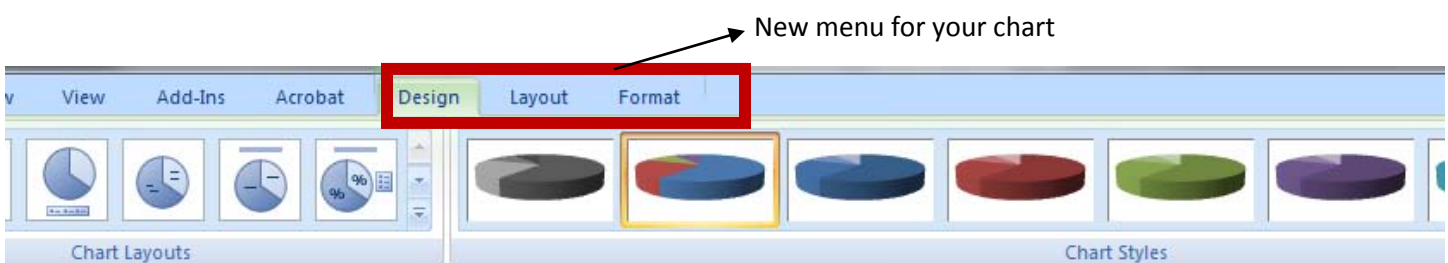 New menu for your chart
View Add-Ins Acrobat Design Layout Format
% %
Chart Layouts Chart Styles